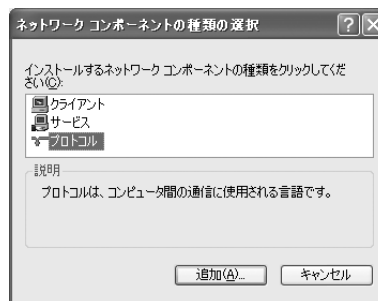 ネットワーク コンポーネントの種類の選択
インストールするネットワーク コンポーネントの種類をクリックしてくだ
さい(C):
クライアント
サービス
プロトコル
説明
プロトコルは、コンピュータ間の通信に使用される言語です。
追加(A)...
キャンセル